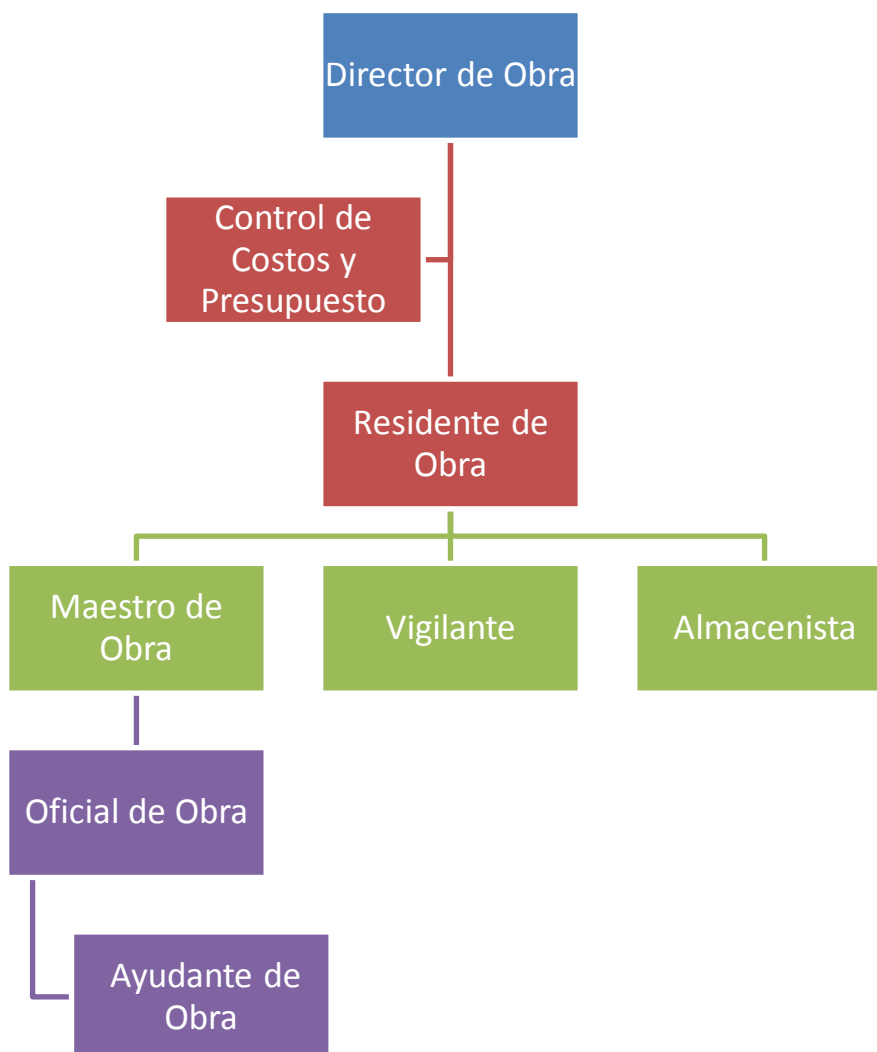 Director de Obra
Control de
Costos y
Presupuesto
Residente de
Obra
Maestro de
Obra
Vigilante
Almacenista
Oficial de Obra
Ayudante de
Obra